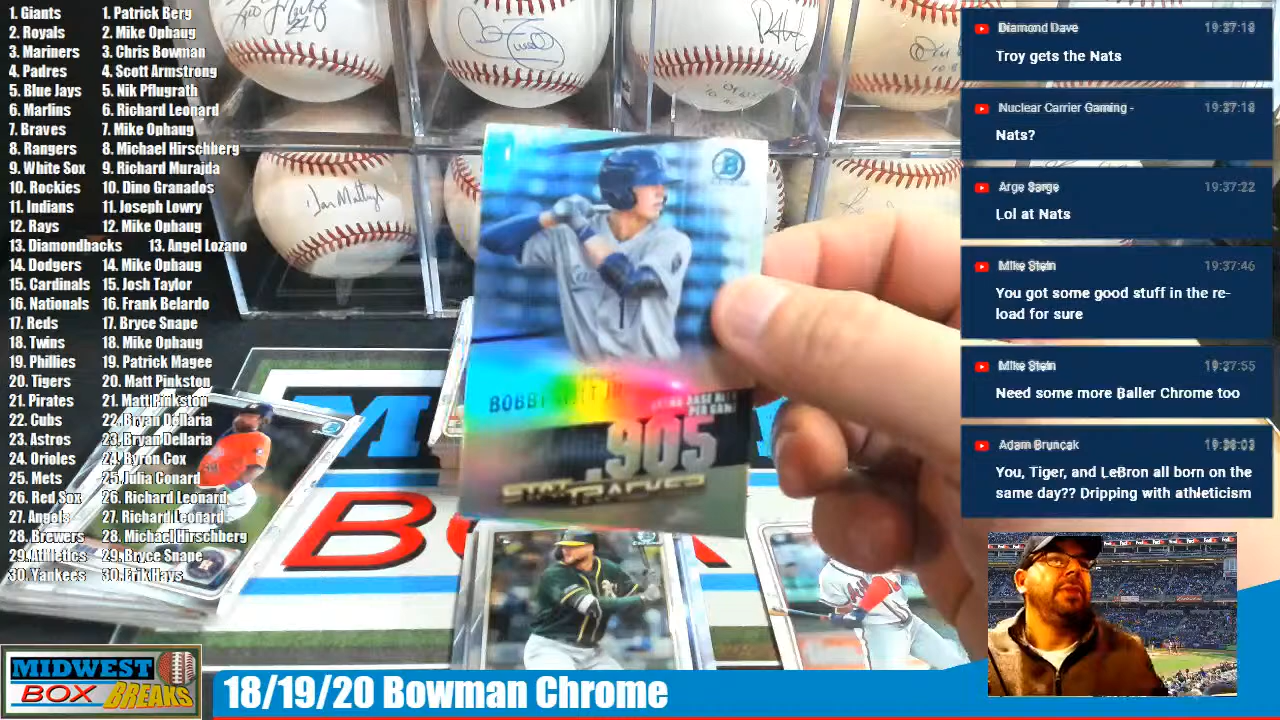 1. Giants 1. Patrick Berg
2. Royals 2. Mike Ophaug
3. Mariners 3. Chris Bowman
4. Padres 4. Scott Armstrong
5. Blue Jays 5. Nik Pflugrath
6. Marlins 6. Richard Leonard
7. Braves 7. Mike Ophaug
8. Rangers 8. Michael Hirschberg
9. White Sox 9. Richard Murajda
10. Rockies 10. Dino Granados
11. Indians 11. Joseph Lowry
12. Rays 12. Mike Ophaug
13. Diamondbacks 13. Angel Lozano
14. Dodgers 14. Mike Ophaug
15. Cardinals 15. Josh Taylor
16. Nationals 16. Frank Belardo
17. Reds 17. Bryce Snape
18. Twins 18. Mike Ophaug
19. Phillies 19. Patrick Magee
20. Tigers 20. Matt Pinkston
21. Pirates 21. Matt Pinkston
22. Cubs 22. Bryan Dellaria
23. Astros 23. Bryan Dellaria
24. Orioles 24. Byron Cox
25. Mets 25. Julia Conard
26. Red Sox 26. Richard Leonard
27. Angels 27. Richard Leonard
28. Brewers 28. Michael Hirschberg
29. Athletics 29. Bryce Snape
30. Yankees 30. Erik Hays
BOBBY WITT JR.
PER GAME
.905
STAT TRACKER
Diamond Dave 19:37:18
Troy gets the Nats
Nuclear Carrier Gaming - 19:37:18
Nats?
Arge Sarge 19:37:22
Lol at Nats
Mike Stein 19:37:46
You got some good stuff in the re-
load for sure
Mike Stein 19:37:55
Need some more Baller Chrome too
Adam Bruncak 19:38:03
You, Tiger, and LeBron all born on the
same day?? Dripping with athleticism
MIDWEST
BOX BREAKS
18/19/20 Bowman Chrome